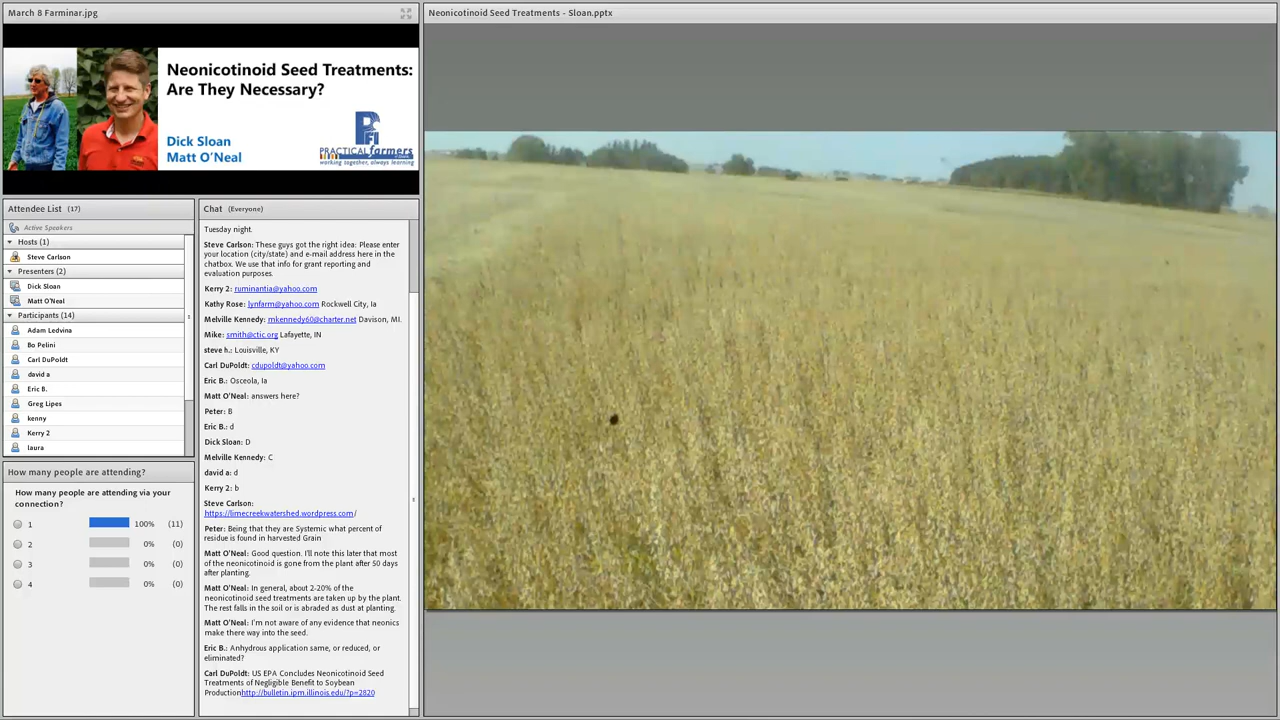 March 8 Farminar.jpg
Neonicotinoid Seed Treatments:
Are They Necessary?
Dick Sloan
Matt O'Neal
PFI
PRACTICAL farmers
working together, always learning
Attendee List (17)
Active Speakers
Hosts (1)
Steve Carlson
Presenters (2)
Dick Sloan
Matt O'Neal
Participants (14)
Adam Ledvina
Bo Pelini
Carl DuPoldt
david a
Eric B.
Greg Lipes
kenny
Kerry 2
laura
How many people are attending?
How many people are attending via your
connection?
1 100% (11)
2 0% (0)
3 0% (0)
4 0% (0)
Chat (Everyone)
Tuesday night.
Steve Carlson: These guys got the right idea: Please enter
your location (city/state) and e-mail address here in the
chatbox. We use that info for grant reporting and
evaluation purposes.
Kerry 2: ruminantia@yahoo.com
Kathy Rose: lynfarm@yahoo.com Rockwell City, Ia
Melville Kennedy: mkennedy60@charter.net Davison, MI.
Mike: smith@ctic.org Lafayette, IN
steve h.: Louisville, KY
Carl DuPoldt: cdupoldt@yahoo.com
Eric B.: Osceola, Ia
Matt O'Neal: answers here?
Peter: B
Eric B.: d
Dick Sloan: D
Melville Kennedy: C
david a: d
Kerry 2: b
Steve Carlson:
https://limecreekwatershed.wordpress.com/
Peter: Being that they are Systemic what percent of
residue is found in harvested Grain
Matt O'Neal: Good question. I'll note this later that most
of the neonicotinoid is gone from the plant after 50 days
after planting.
Matt O'Neal: In general, about 2-20% of the
neonicotinoid seed treatments are taken up by the plant.
The rest falls in the soil or is abraded as dust at planting.
Matt O'Neal: I'm not aware of any evidence that neonics
make there way into the seed.
Eric B.: Anhydrous application same, or reduced, or
eliminated?
Carl DuPoldt: US EPA Concludes Neonicotinoid Seed
Treatments of Negligible Benefit to Soybean
Productionhttp://bulletin.ipm.illinois.edu/?p=2820
Neonicotinoid Seed Treatments - Sloan.pptx